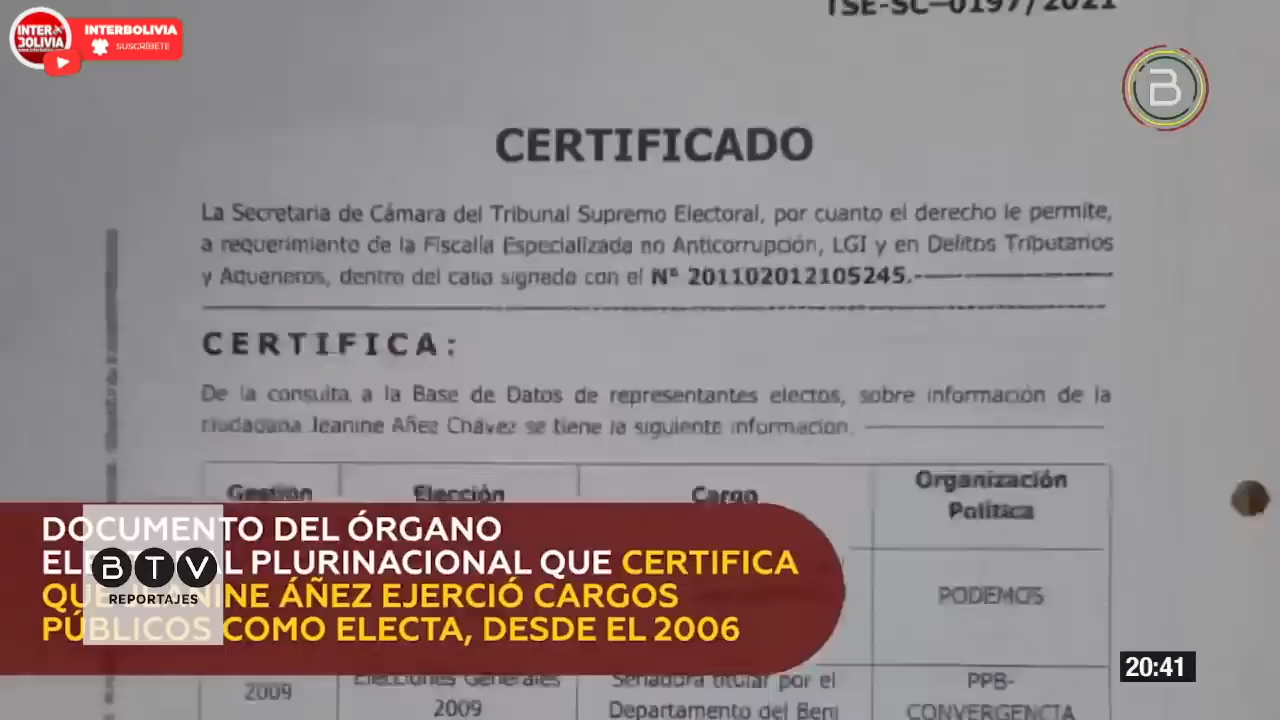 INTER
BOLIVIA
INTERBOLIVIA
SUSCRÍBETE
TSE-SC-0197/2021
B
CERTIFICADO
La Secretaria de Cámara del Tribunal Supremo Electoral, por cuanto el derecho le permite,
a requerimiento de la Fiscalía Especializada no Anticorrupción, LGI y en Delitos Tributarios
y Aduaneros, dentro del caso signado con el N° 201102012105245.-
CERTIFICA:
De la consulta a la Base de Datos de representantes electos, sobre información de la
ciudadana Jeanine Añez Chávez se tiene la siguiente información.
Gestión Elección Cargo Organización
Política
PODEMOS
DOCUMENTO DEL ÓRGANO
PLURINACIONAL QUE CERTIFICA
ÁÑEZ EJERCIÓ CARGOS
PÚBLICOS COMO ELECTA, DESDE EL 2006
BTV
REPORTAJES
20:41
2009 Elecciones Generales 2009
Senadora titular por el
Departamento del Beni
PPB-
CONVERGENCIA